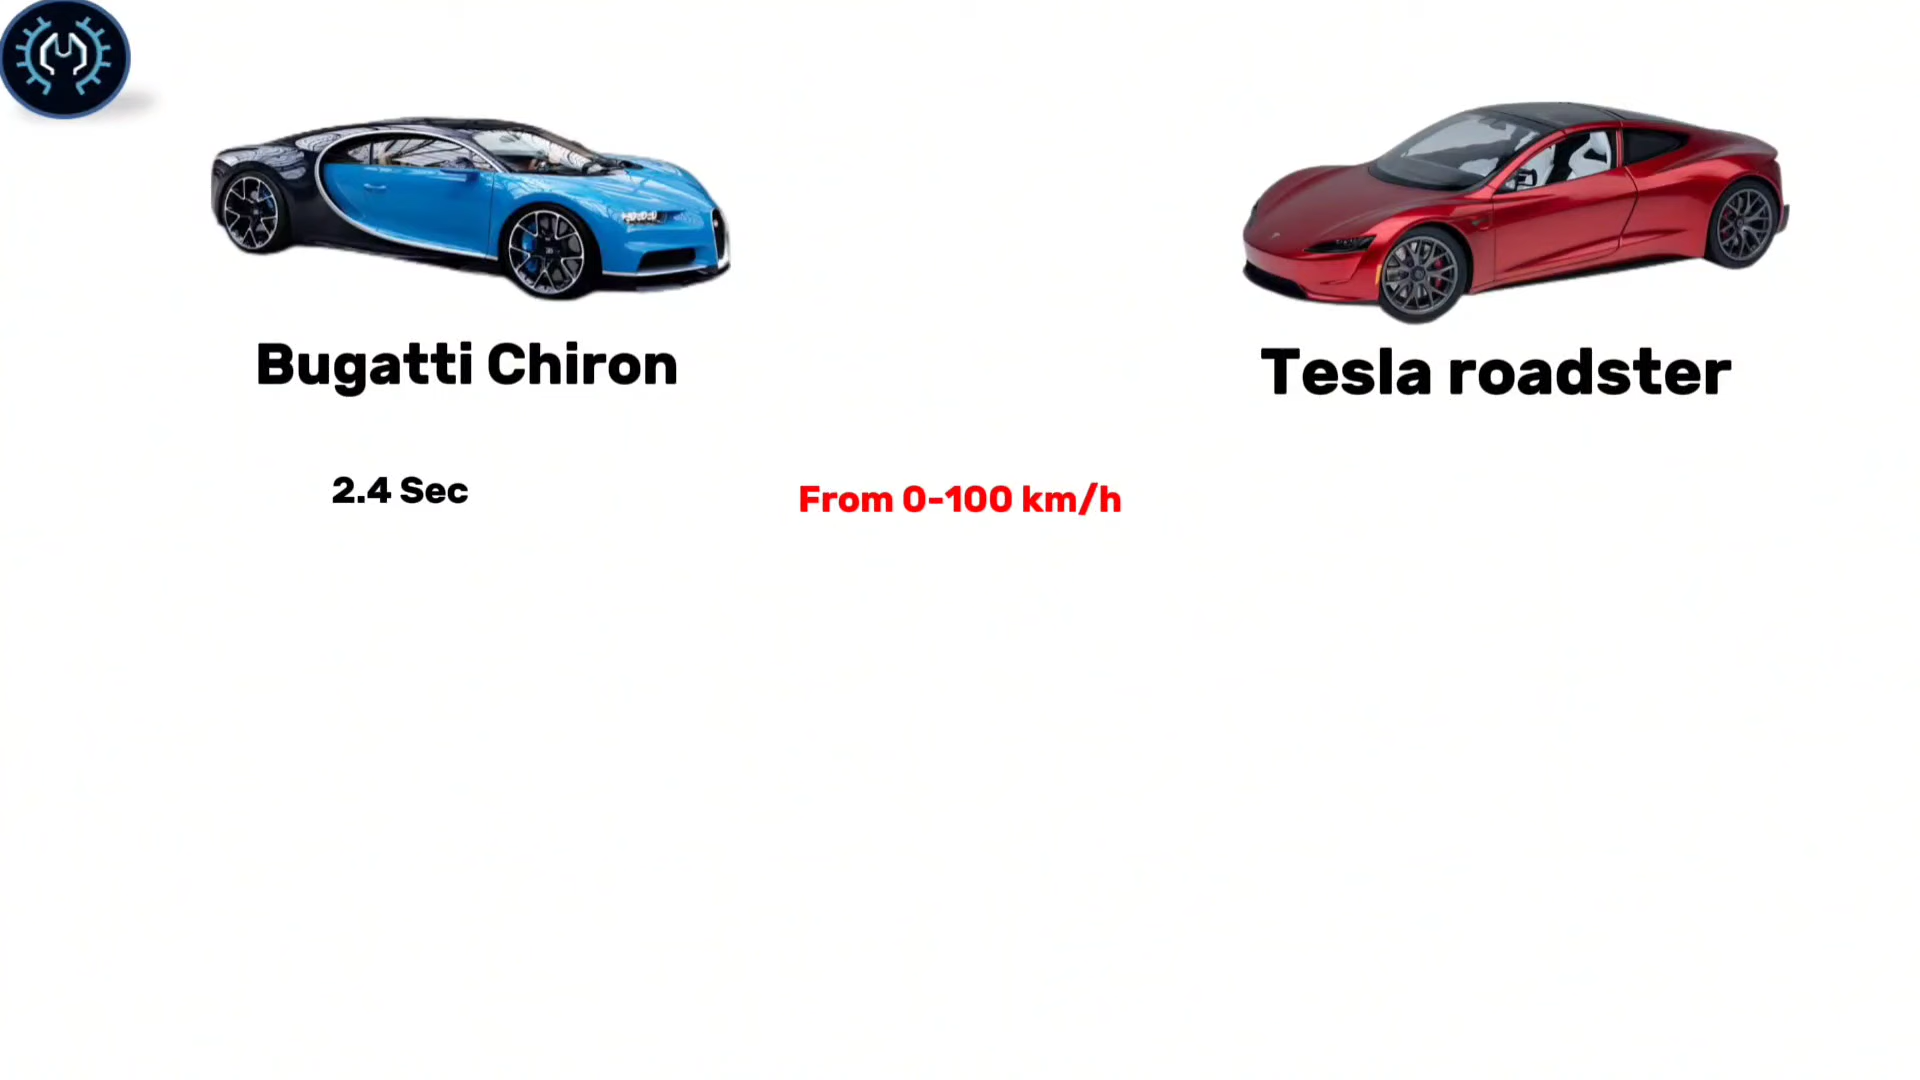 Bugatti Chiron
Tesla roadster
2.4 Sec
From 0-100 km/h